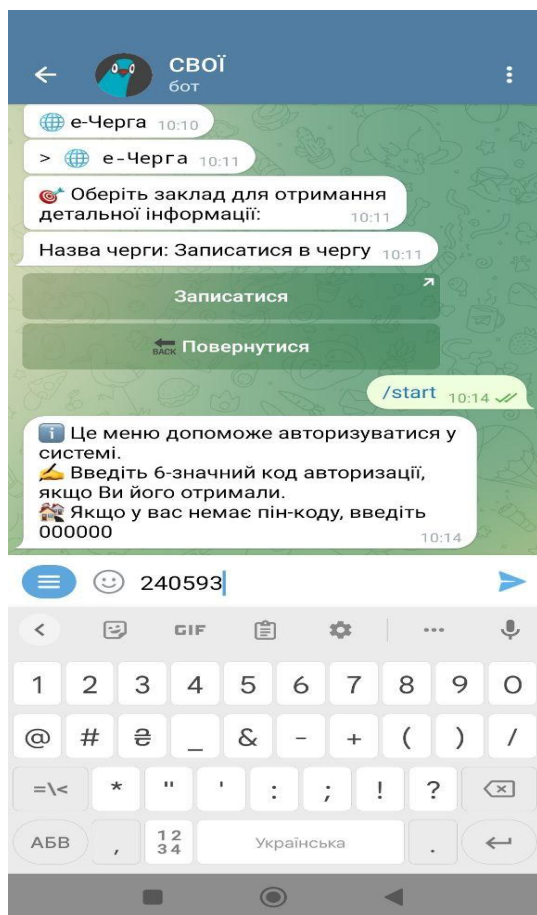 СВОЇ
бот
е-Черга 10:10
> е-Черга 10:11
Оберіть заклад для отримання
детальної інформації: 10:11
Назва черги: Записатися в чергу 10:11
Записатися
BACK Повернутися
/start 10:14
Це меню допоможе авторизуватися у
системі.
Введіть 6-значний код авторизації,
якщо Ви його отримали.
Якщо у вас немає пін-коду, введіть
000000 10:14
240593
GIF
1 2 3 4 5 6 7 8 9 0
@ # ₴ _ & - + ( ) /
=\< * " ' : ; ! ?
АБВ , 12 Українська .
34